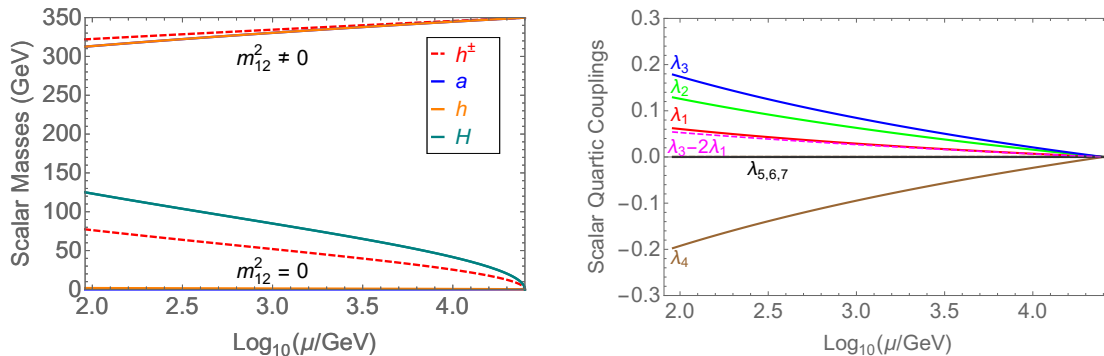 350
300
250
200
150
100
50
0
Scalar Masses (GeV)
m²₁₂ ≠ 0
h±
a
h
H
m²₁₂ = 0
2.0 2.5 3.0 3.5 4.0
Log₁₀(μ/GeV)
0.3
0.2
0.1
0.0
−0.1
−0.2
−0.3
Scalar Quartic Couplings
λ₃
λ₂
λ₁
λ₃−2λ₁
λ₅,₆,₇
λ₄
2.0 2.5 3.0 3.5 4.0
Log₁₀(μ/GeV)